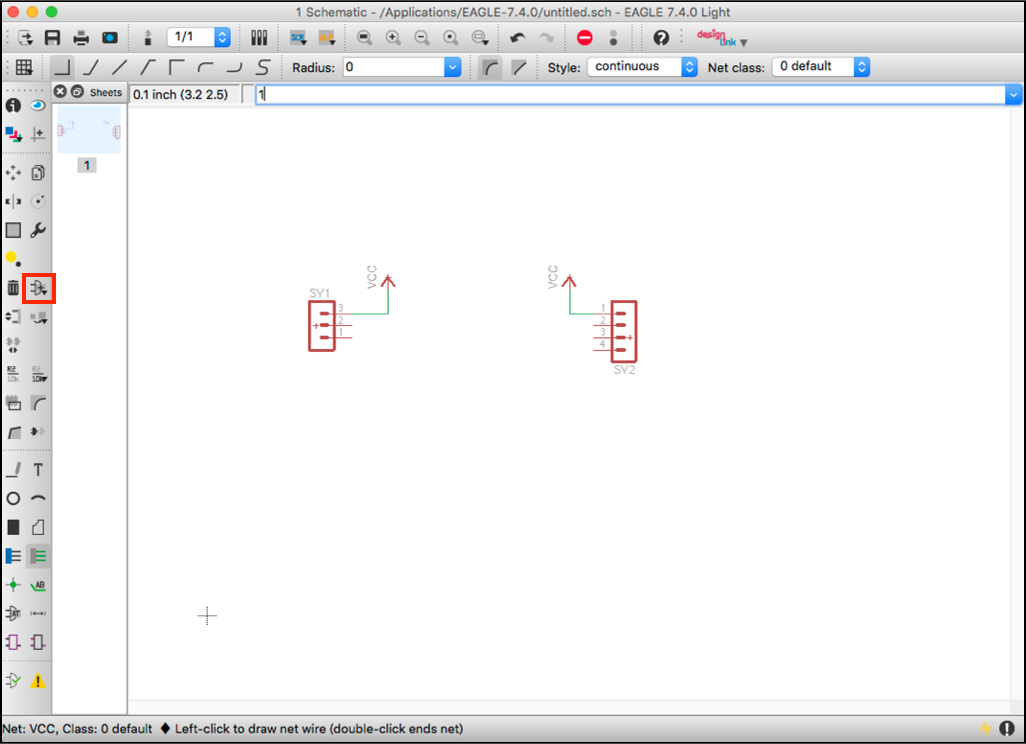 1 Schematic - /Applications/EAGLE-7.4.0/untitled.sch - EAGLE 7.4.0 Light
1/1
design
link
Radius: 0
Style: continuous
Net class: 0 default
Sheets
0.1 inch (3.2 2.5)
1
1
VCC
VCC
SV1
3
2
1
1
2
3
4
SV2
R2
10k
R2
10k
T
AB
Net: VCC, Class: 0 default ♦ Left-click to draw net wire (double-click ends net)